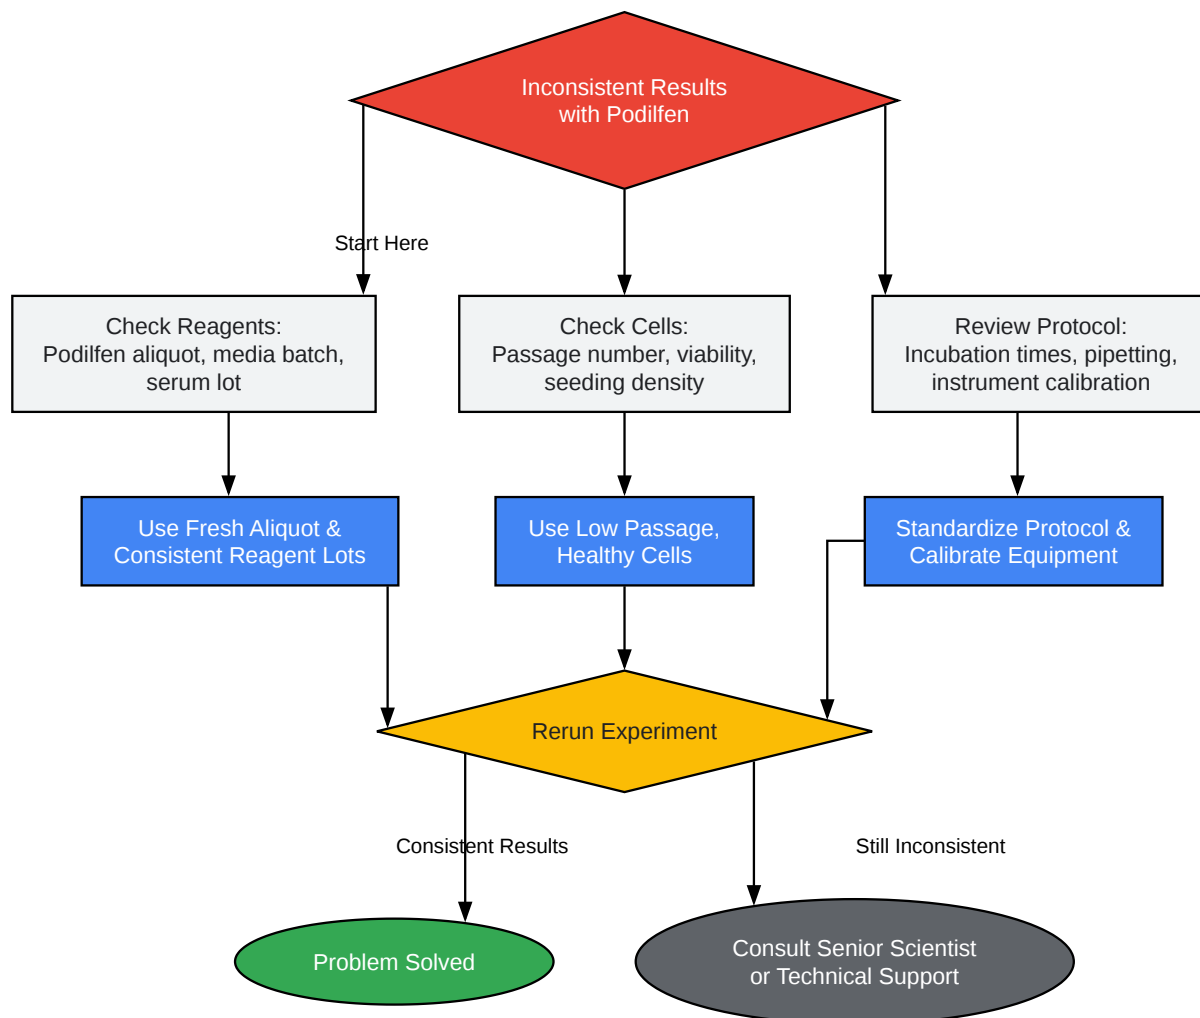 Inconsistent Results
with Podilfen
Start Here
Check Reagents:
Podilfen aliquot, media batch,
serum lot
Check Cells:
Passage number, viability,
seeding density
Review Protocol:
Incubation times, pipetting,
instrument calibration
Use Fresh Aliquot &
Consistent Reagent Lots
Use Low Passage,
Healthy Cells
Standardize Protocol &
Calibrate Equipment
Rerun Experiment
Consistent Results
Still Inconsistent
Problem Solved
Consult Senior Scientist
or Technical Support